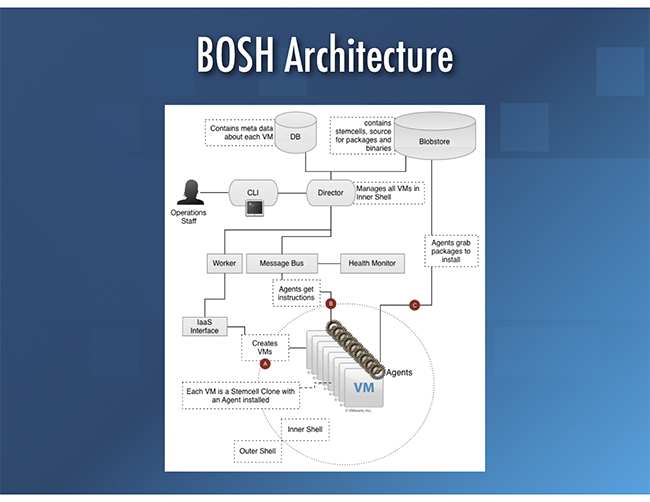 BOSH Architecture
Contains meta data
about each VM
DB
contains
stemcells, source
for packages and
binaries
Blobstore
Operations
Staff
CLI
Director
Manages all VMs in
Inner Shell
Agents grab
packages to
install
Worker
Message Bus
Health Monitor
Agents get
instructions
B
C
IaaS
Interface
Creates
VMs
A
Agents
VM
Each VM is a Stemcell Clone with
an Agent installed
© VMware, Inc.
Inner Shell
Outer Shell